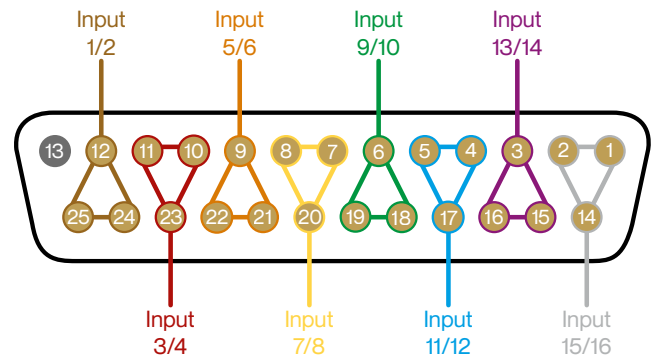 Input
1/2
Input
5/6
Input
9/10
Input
13/14
13 12 11 10 9 8 7 6 5 4 3 2 1
25 24 23 22 21 20 19 18 17 16 15 14
Input
3/4
Input
7/8
Input
11/12
Input
15/16